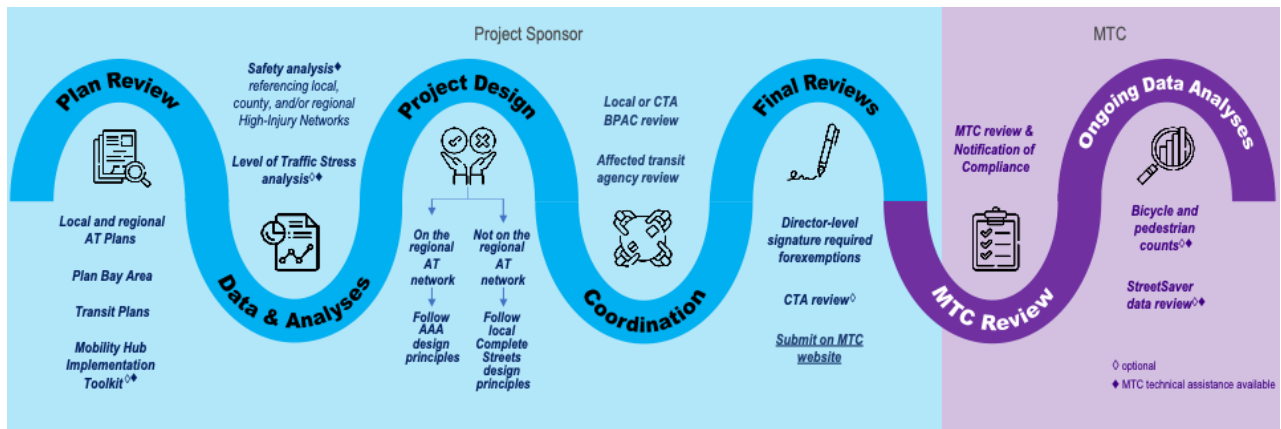 Project Sponsor
MTC
Plan Review
Local and regional
AT Plans
Plan Bay Area
Transit Plans
Mobility Hub
Implementation
Toolkit◊♦
Safety analysis♦
referencing local,
county, and/or regional
High-Injury Networks
Level of Traffic Stress
analysis◊♦
Data & Analyses
Project Design
On the
regional
AT
network
Follow
AAA
design
principles
Not on the
regional
AT
network
Follow
local
Complete
Streets
design
principles
Local or CTA
BPAC review
Affected transit
agency review
Coordination
Final Reviews
Director-level
signature required
forexemptions
CTA review◊
Submit on MTC
website
MTC review &
Notification of
Compliance
MTC Review
Ongoing Data Analyses
Bicycle and
pedestrian
counts◊♦
StreetSaver
data review◊♦
◊ optional
♦ MTC technical assistance available